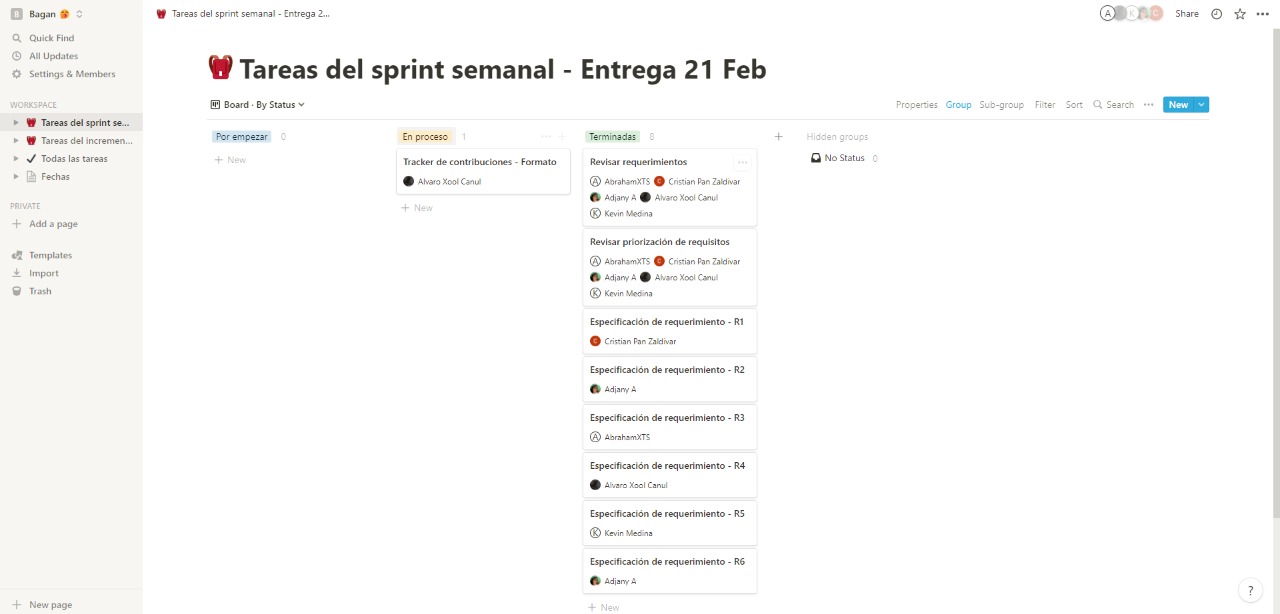 B Bagan
Tareas del sprint semanal - Entrega 2...
A K C Share
Quick Find
All Updates
Settings & Members
WORKSPACE
Tareas del sprint se...
Tareas del incremen...
Todas las tareas
Fechas
PRIVATE
Add a page
Templates
Import
Trash
New page
Tareas del sprint semanal - Entrega 21 Feb
Board · By Status
Properties Group Sub-group Filter Sort Search ••• New
Por empezar 0
+ New
En proceso 1
Tracker de contribuciones - Formato
Alvaro Xool Canul
+ New
Terminadas 8
Revisar requerimientos
A AbrahamXTS C Cristian Pan Zaldivar
Adjany A Alvaro Xool Canul
K Kevin Medina
Revisar priorización de requisitos
A AbrahamXTS C Cristian Pan Zaldivar
Adjany A Alvaro Xool Canul
K Kevin Medina
Especificación de requerimiento - R1
C Cristian Pan Zaldivar
Especificación de requerimiento - R2
Adjany A
Especificación de requerimiento - R3
A AbrahamXTS
Especificación de requerimiento - R4
Alvaro Xool Canul
Especificación de requerimiento - R5
K Kevin Medina
Especificación de requerimiento - R6
Adjany A
+ New
Hidden groups
No Status 0
?